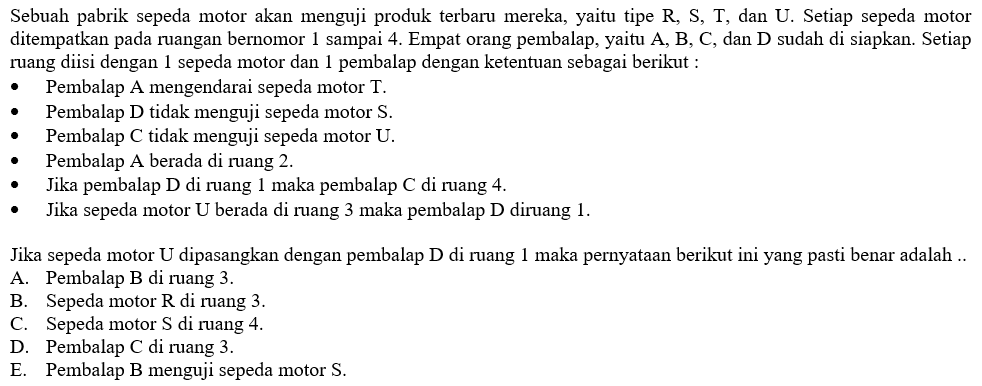 Sebuah pabrik sepeda motor akan menguji produk terbaru mereka, yaitu tipe R, S, T, dan U. Setiap sepeda motor
ditempatkan pada ruangan bernomor 1 sampai 4. Empat orang pembalap, yaitu A, B, C, dan D sudah di siapkan. Setiap
ruang diisi dengan 1 sepeda motor dan 1 pembalap dengan ketentuan sebagai berikut :
• Pembalap A mengendarai sepeda motor T.
• Pembalap D tidak menguji sepeda motor S.
• Pembalap C tidak menguji sepeda motor U.
• Pembalap A berada di ruang 2.
• Jika pembalap D di ruang 1 maka pembalap C di ruang 4.
• Jika sepeda motor U berada di ruang 3 maka pembalap D diruang 1.
Jika sepeda motor U dipasangkan dengan pembalap D di ruang 1 maka pernyataan berikut ini yang pasti benar adalah ..
A. Pembalap B di ruang 3.
B. Sepeda motor R di ruang 3.
C. Sepeda motor S di ruang 4.
D. Pembalap C di ruang 3.
E. Pembalap B menguji sepeda motor S.